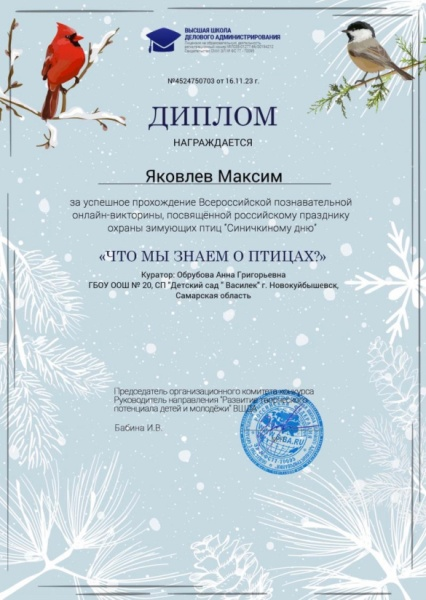 ВЫСШАЯ ШКОЛА
ДЕЛОВОГО АДМИНИСТРИРОВАНИЯ
№4524750703 от 16.11.23 г.
ДИПЛОМ
НАГРАЖДАЕТСЯ
Яковлев Максим
за успешное прохождение Всероссийской познавательной
онлайн-викторины, посвящённой российскому празднику
охраны зимующих птиц "Синичкиному дню"
«ЧТО МЫ ЗНАЕМ О ПТИЦАХ?»
Куратор: Обрубова Анна Григорьевна
ГБОУ ООШ № 20, СП "Детский сад " Василек" г. Новокуйбышевск,
Самарская область
Председатель организационного комитета конкурса
Руководитель направления "Развитие творческого
потенциала детей и молодёжи" ВШДА
Бабина И.В.